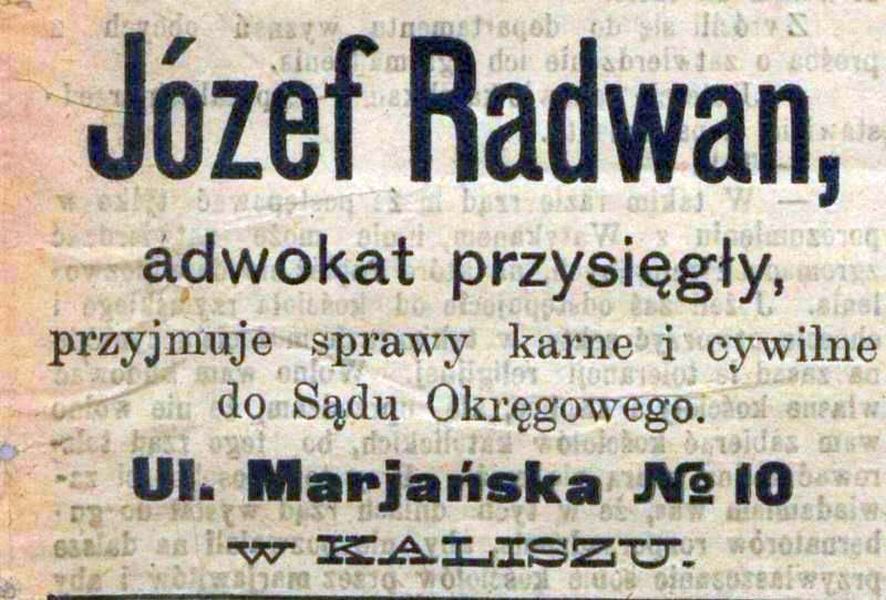 Józef Radwan,
adwokat przysięgły,
przyjmuje sprawy karne i cywilne
do Sądu Okręgowego.
Ul. Marjańska № 10
w KALISZU.